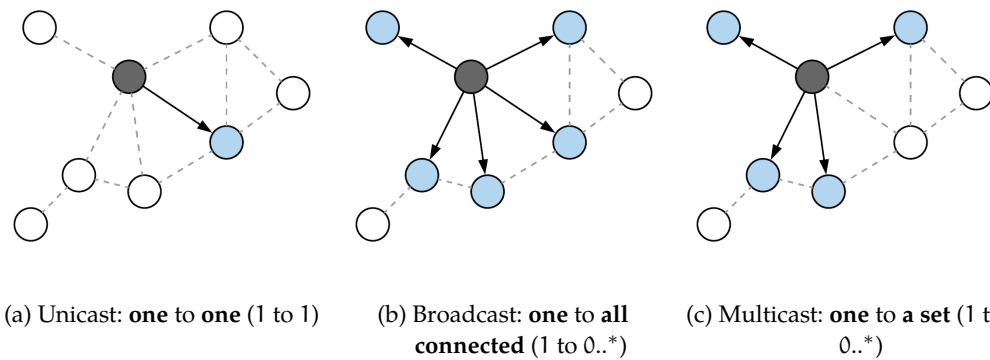 (a) Unicast: one to one (1 to 1)
(b) Broadcast: one to all
connected (1 to 0..*)
(c) Multicast: one to a set (1 t
0..*)